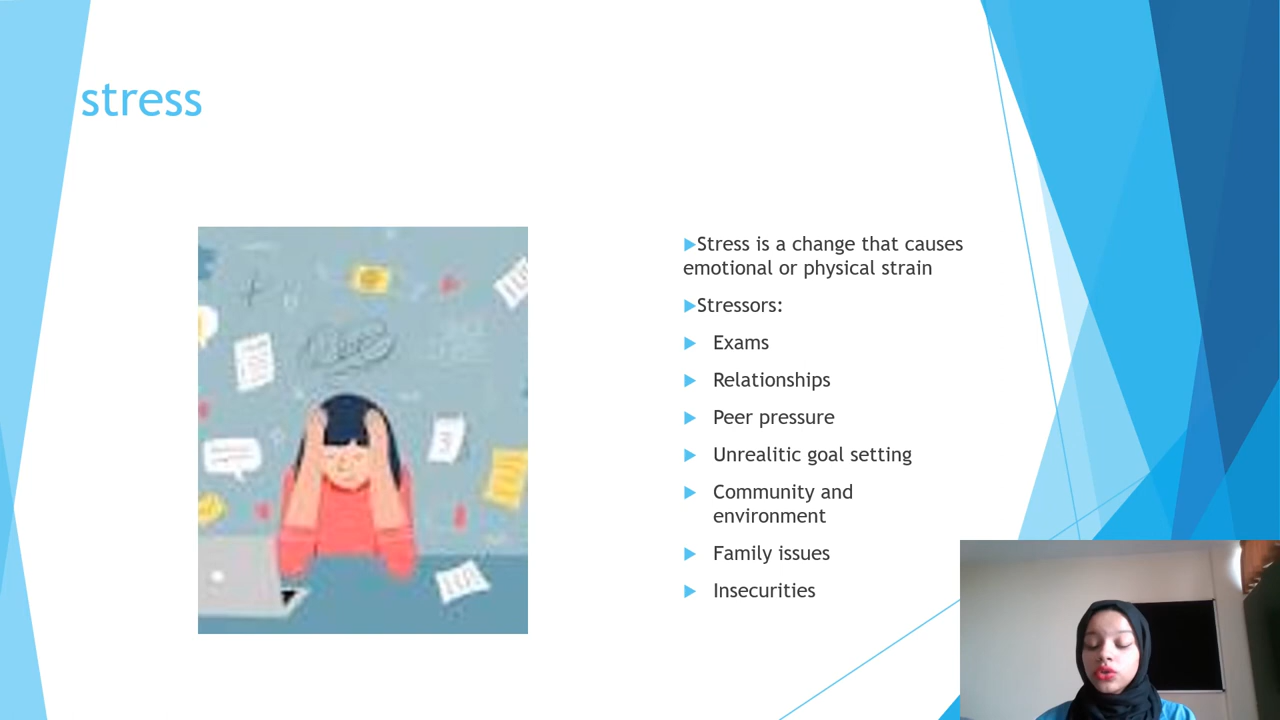 stress
Stress is a change that causes
emotional or physical strain
Stressors:
Exams
Relationships
Peer pressure
Unrealitic goal setting
Community and
environment
Family issues
Insecurities